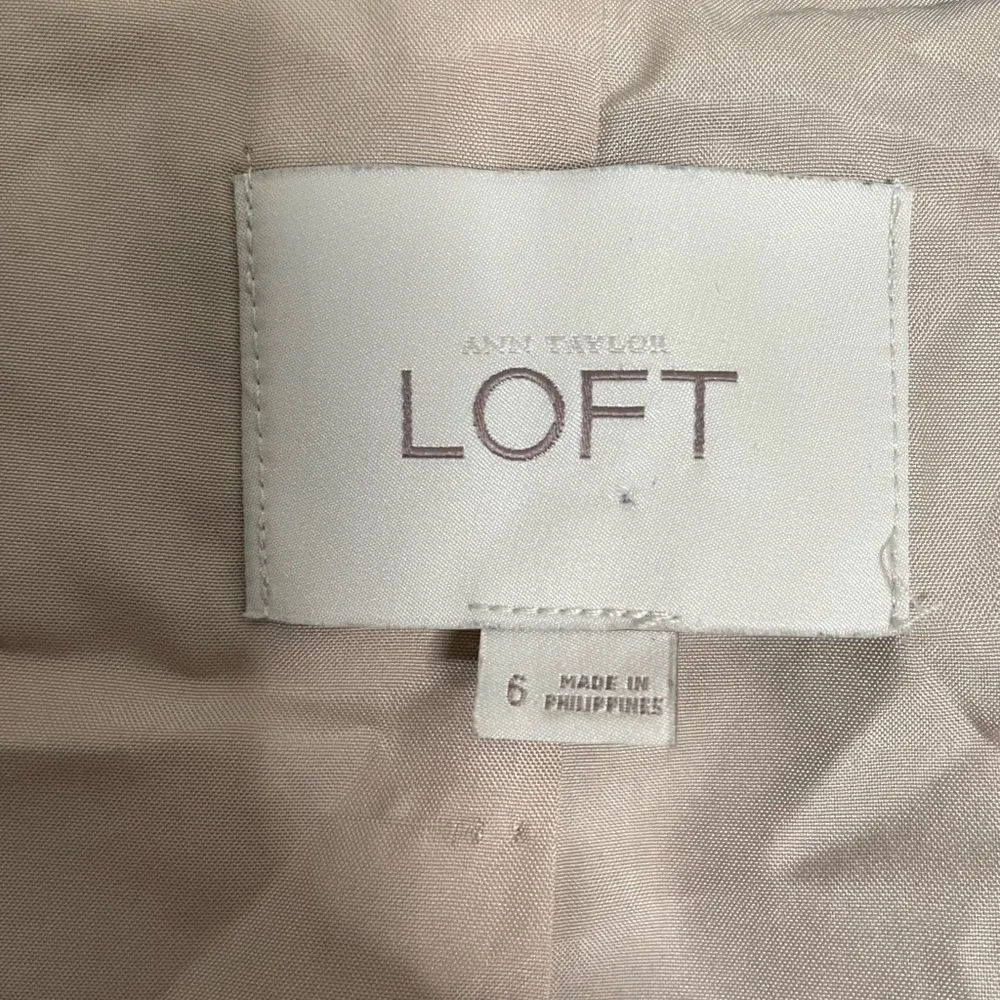 ANN TAYLOR
LOFT
6 MADE IN
PHILIPPINES